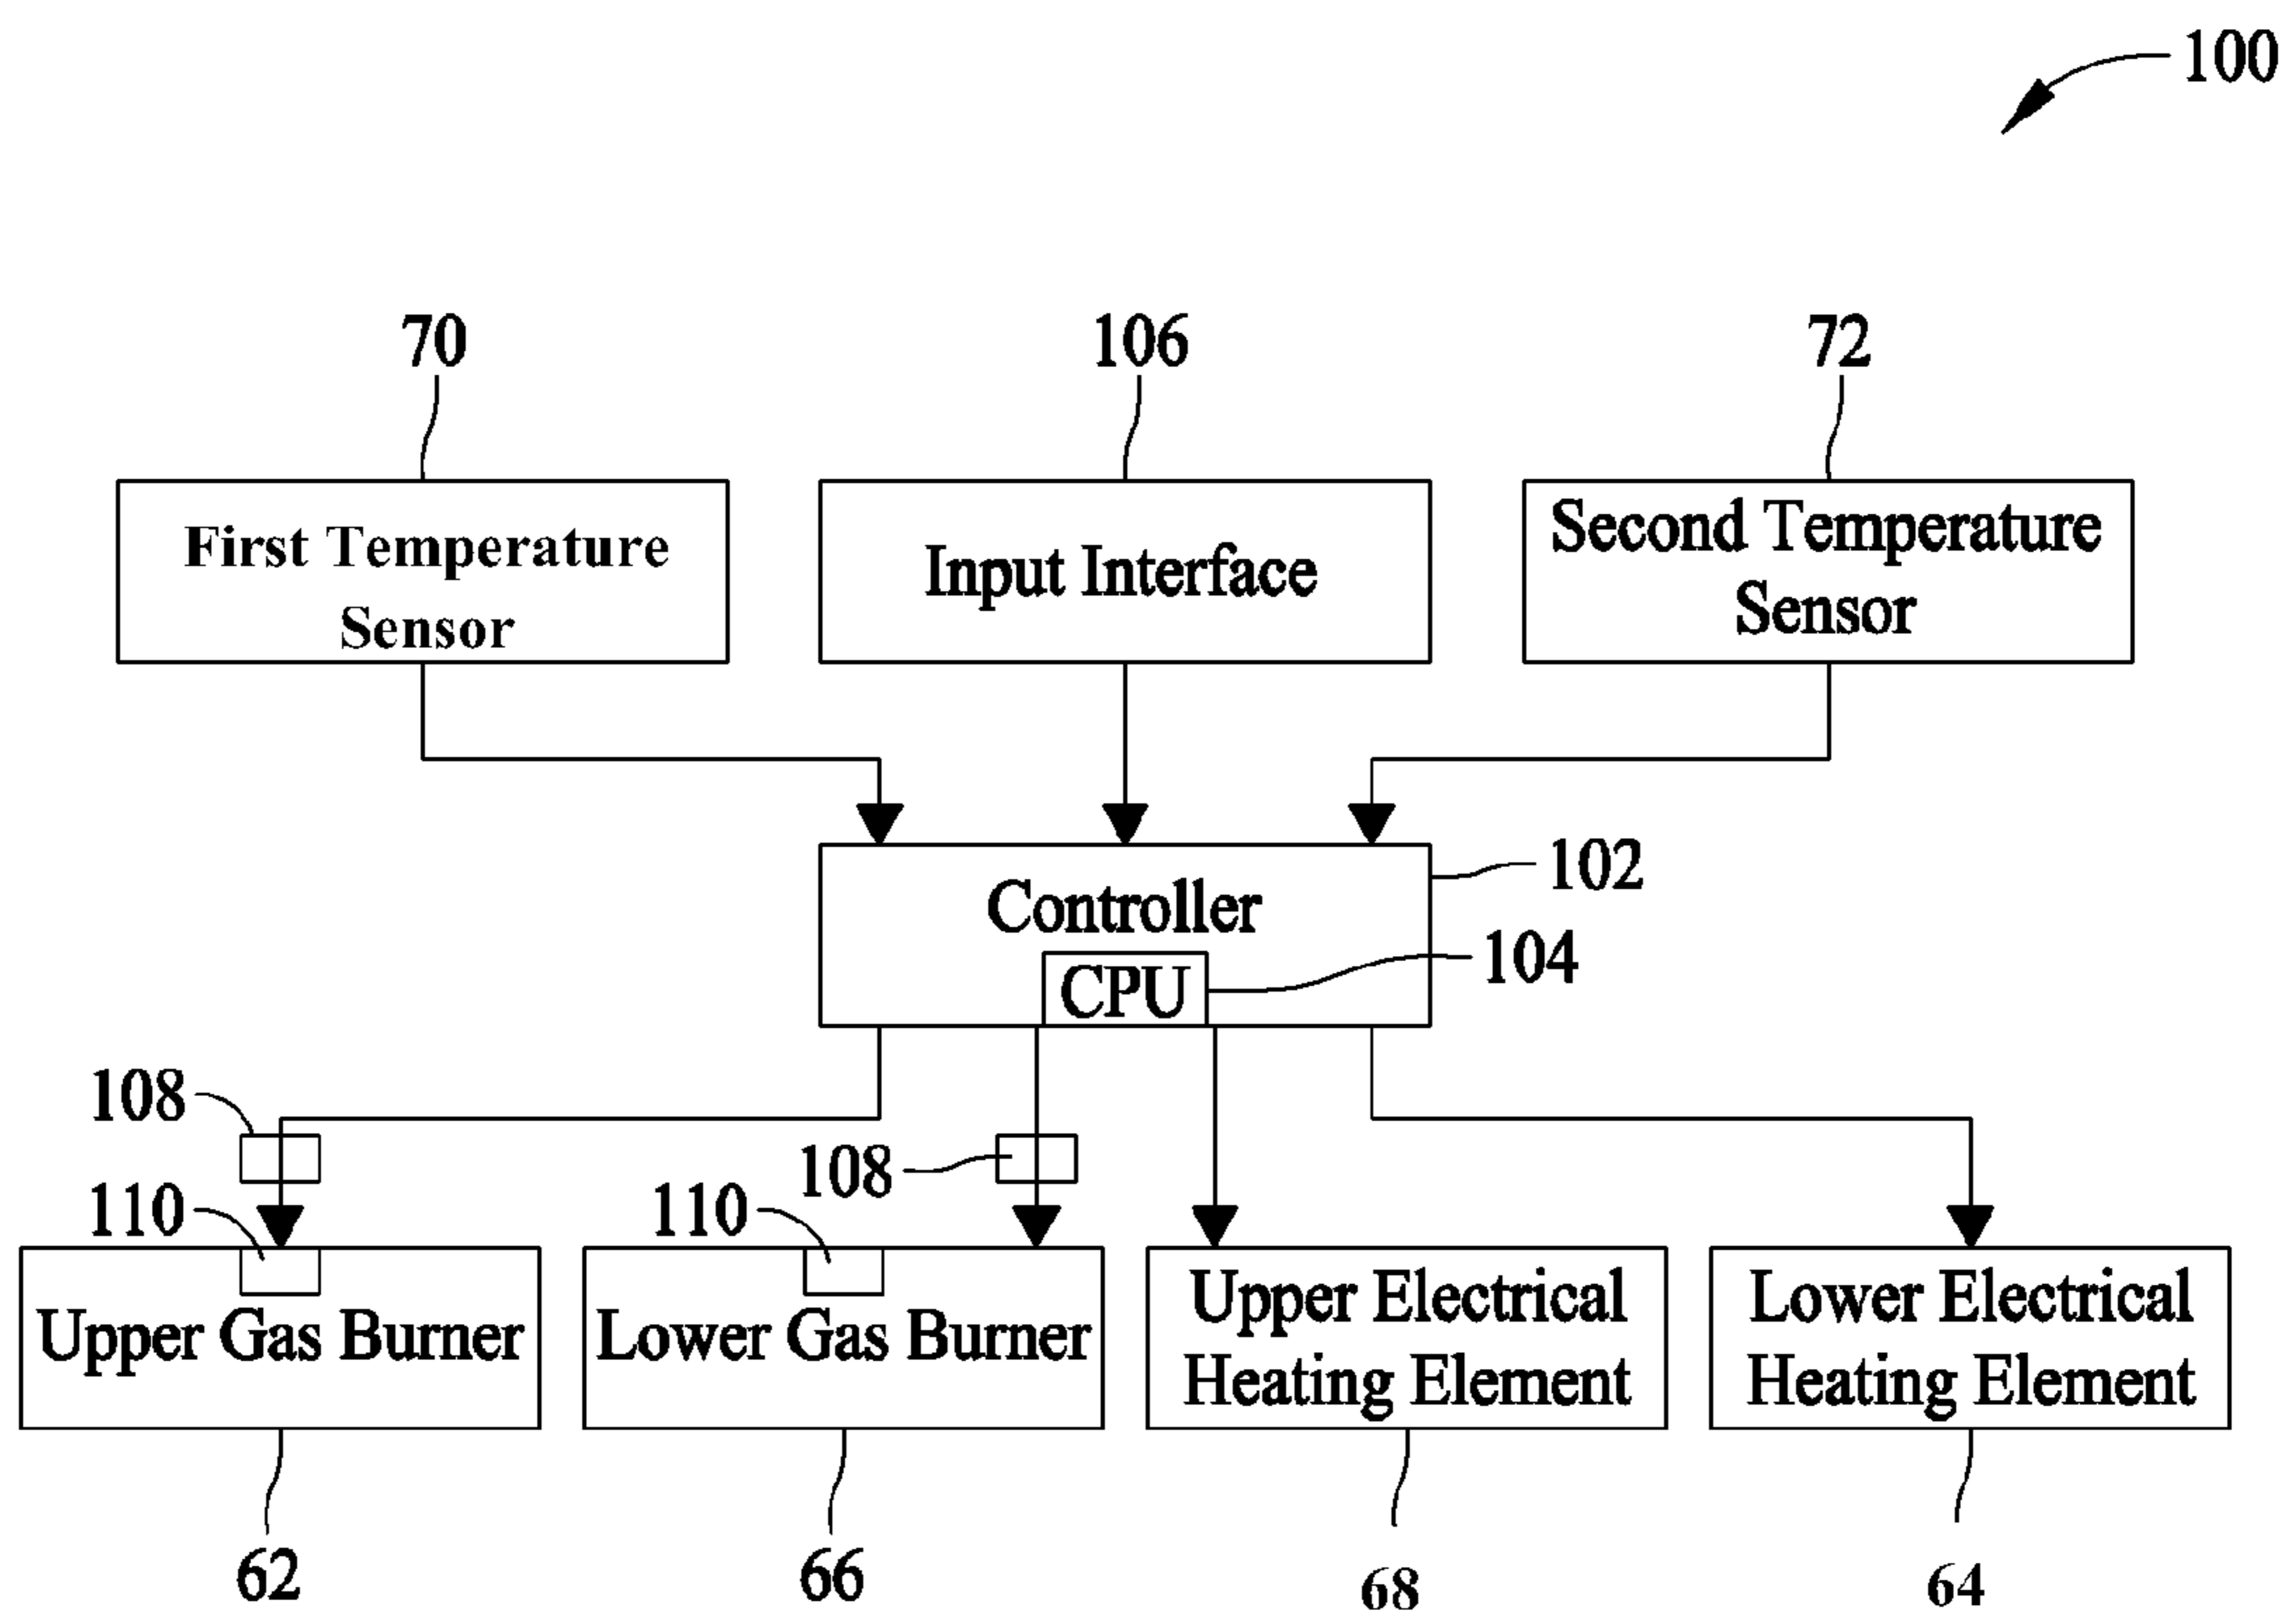 100
70
106
72
First Temperature
Sensor
Input Interface
Second Temperature
Sensor
Controller
102
CPU
104
108
108
110
110
Upper Gas Burner
Lower Gas Burner
Upper Electrical
Heating Element
Lower Electrical
Heating Element
62
66
68
64